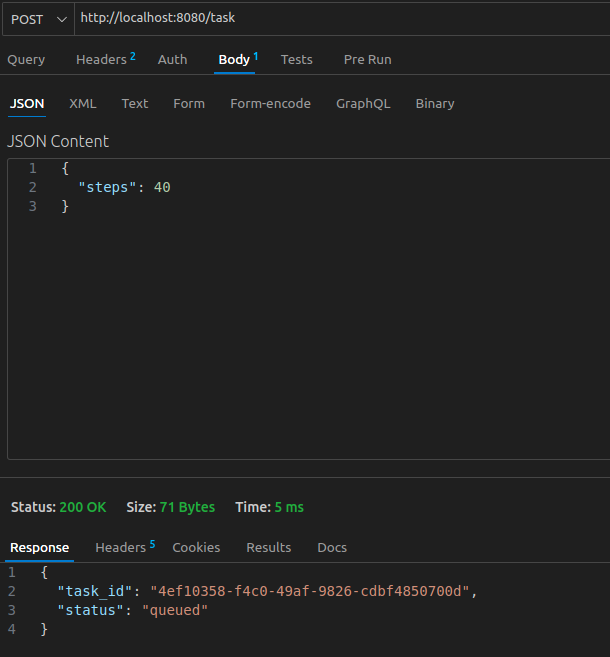 POST http://localhost:8080/task
Query Headers 2 Auth Body 1 Tests Pre Run
JSON XML Text Form Form-encode GraphQL Binary
JSON Content
1 {
2 "steps": 40
3 }
Status: 200 OK Size: 71 Bytes Time: 5 ms
Response Headers 5 Cookies Results Docs
1 {
2 "task_id": "4ef10358-f4c0-49af-9826-cdbf4850700d",
3 "status": "queued"
4 }